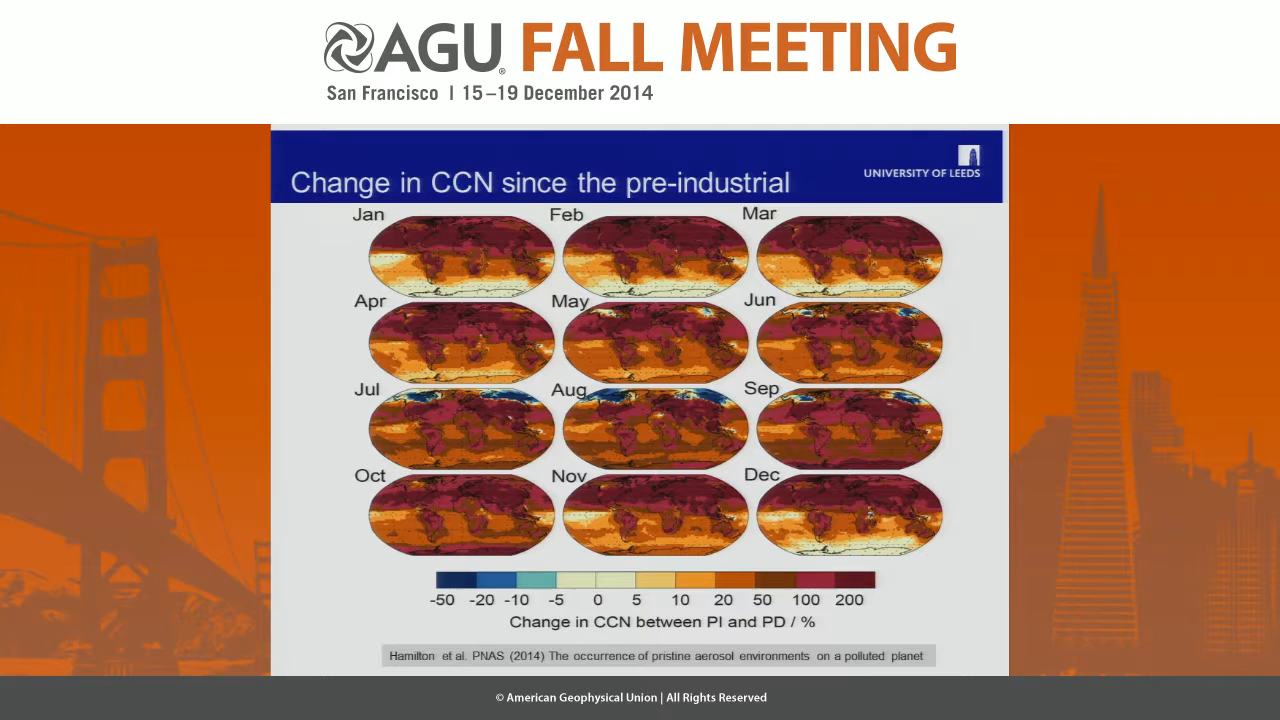 AGU FALL MEETING
San Francisco | 15–19 December 2014
UNIVERSITY OF LEEDS
Change in CCN since the pre-industrial
Jan Feb Mar
Apr May Jun
Jul Aug Sep
Oct Nov Dec
-50 -20 -10 -5 0 5 10 20 50 100 200
Change in CCN between PI and PD / %
Hamilton et al. PNAS (2014) The occurrence of pristine aerosol environments on a polluted planet
© American Geophysical Union | All Rights Reserved